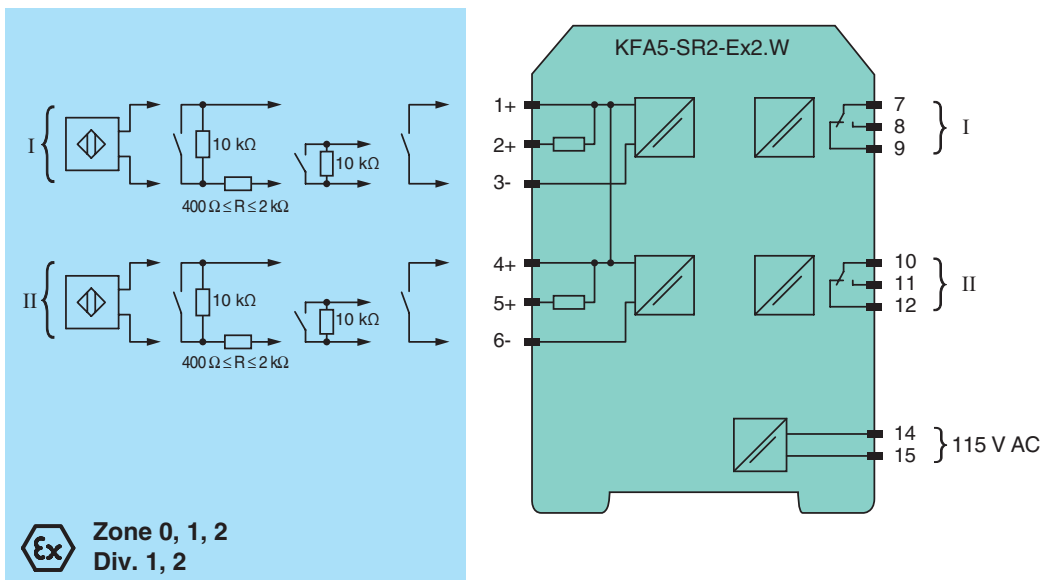 KFA5-SR2-Ex2.W
I
10 kΩ
10 kΩ
400 Ω ≤ R ≤ 2 kΩ
1+
2+
3-
7
8
9
I
II
10 kΩ
10 kΩ
400 Ω ≤ R ≤ 2 kΩ
4+
5+
6-
10
11
12
II
14
15
115 V AC
Ex
Zone 0, 1, 2
Div. 1, 2